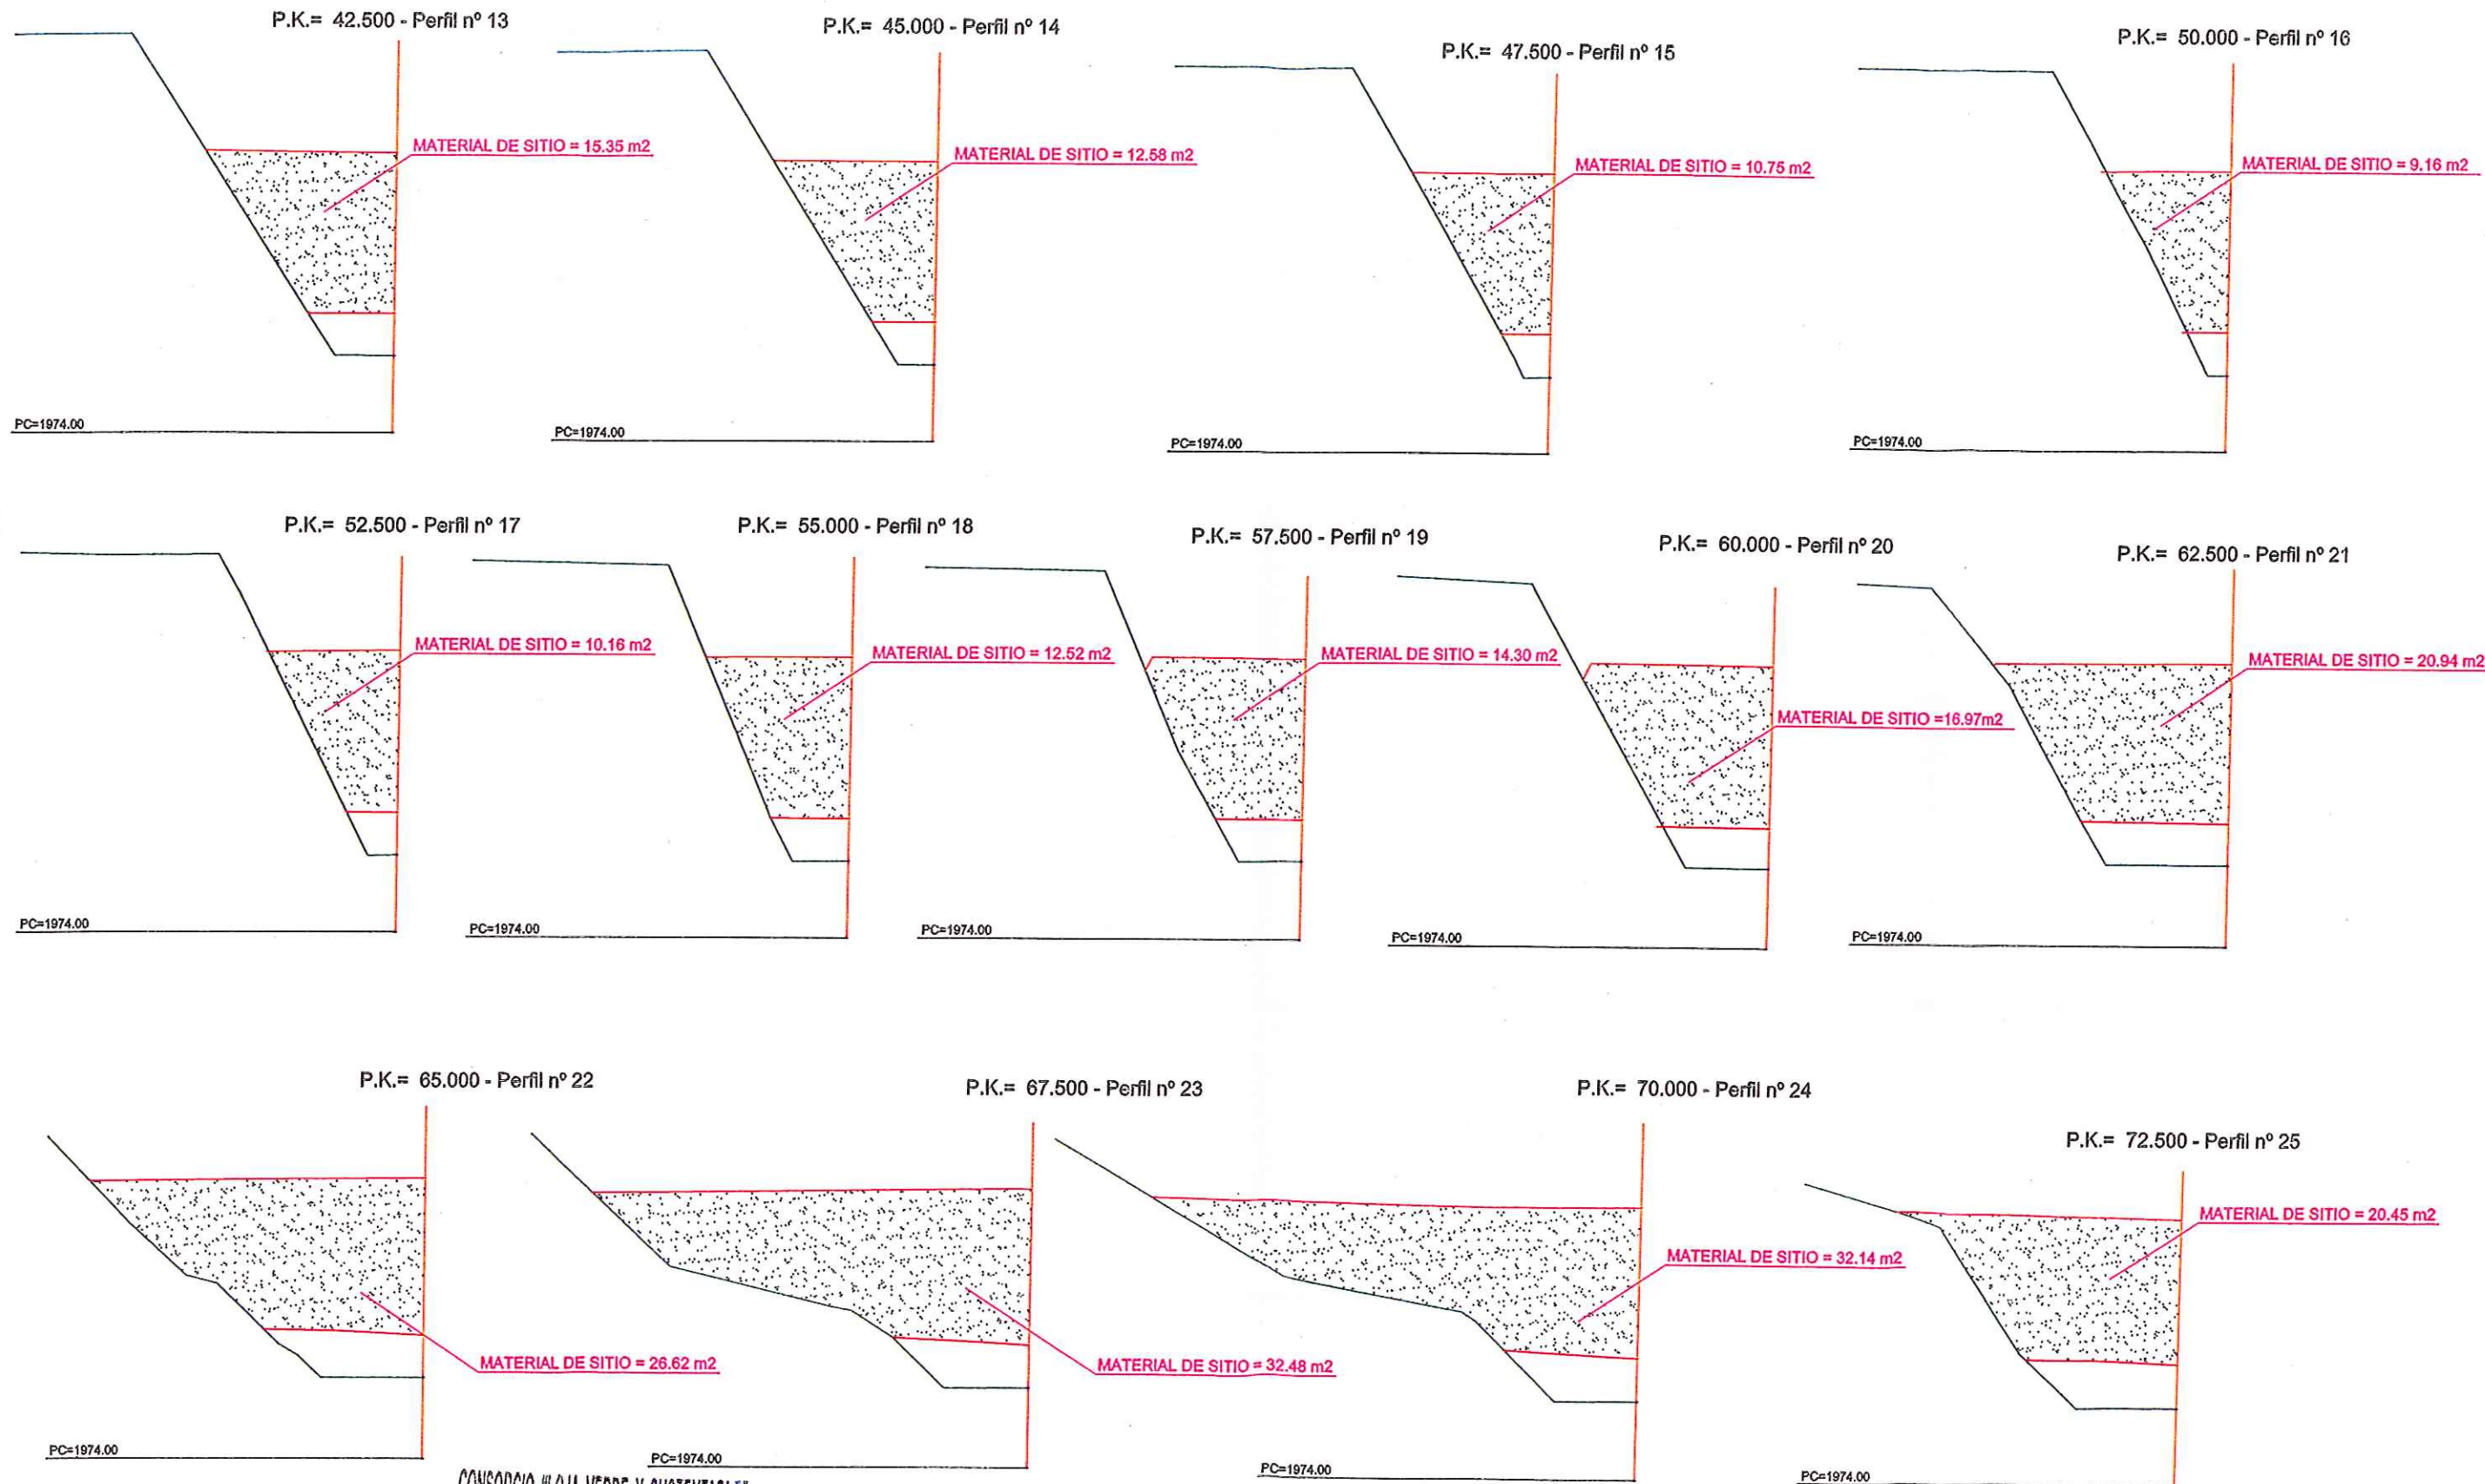 P.K.= 42.500 - Perfil nº 13
P.K.= 45.000 - Perfil nº 14
P.K.= 47.500 - Perfil nº 15
P.K.= 50.000 - Perfil nº 16
MATERIAL DE SITIO = 15.35 m2
MATERIAL DE SITIO = 12.58 m2
MATERIAL DE SITIO = 10.75 m2
MATERIAL DE SITIO = 9.16 m2
PC=1974.00
PC=1974.00
PC=1974.00
PC=1974.00
P.K.= 52.500 - Perfil nº 17
P.K.= 55.000 - Perfil nº 18
P.K.= 57.500 - Perfil nº 19
P.K.= 60.000 - Perfil nº 20
P.K.= 62.500 - Perfil nº 21
MATERIAL DE SITIO = 10.16 m2
MATERIAL DE SITIO = 12.52 m2
MATERIAL DE SITIO = 14.30 m2
MATERIAL DE SITIO =16.97m2
MATERIAL DE SITIO = 20.94 m2
PC=1974.00
PC=1974.00
PC=1974.00
PC=1974.00
PC=1974.00
P.K.= 65.000 - Perfil nº 22
P.K.= 67.500 - Perfil nº 23
P.K.= 70.000 - Perfil nº 24
P.K.= 72.500 - Perfil nº 25
MATERIAL DE SITIO = 26.62 m2
MATERIAL DE SITIO = 32.48 m2
MATERIAL DE SITIO = 32.14 m2
MATERIAL DE SITIO = 20.45 m2
PC=1974.00
PC=1974.00
PC=1974.00
PC=1974.00
CONSORCIO VERDE Y